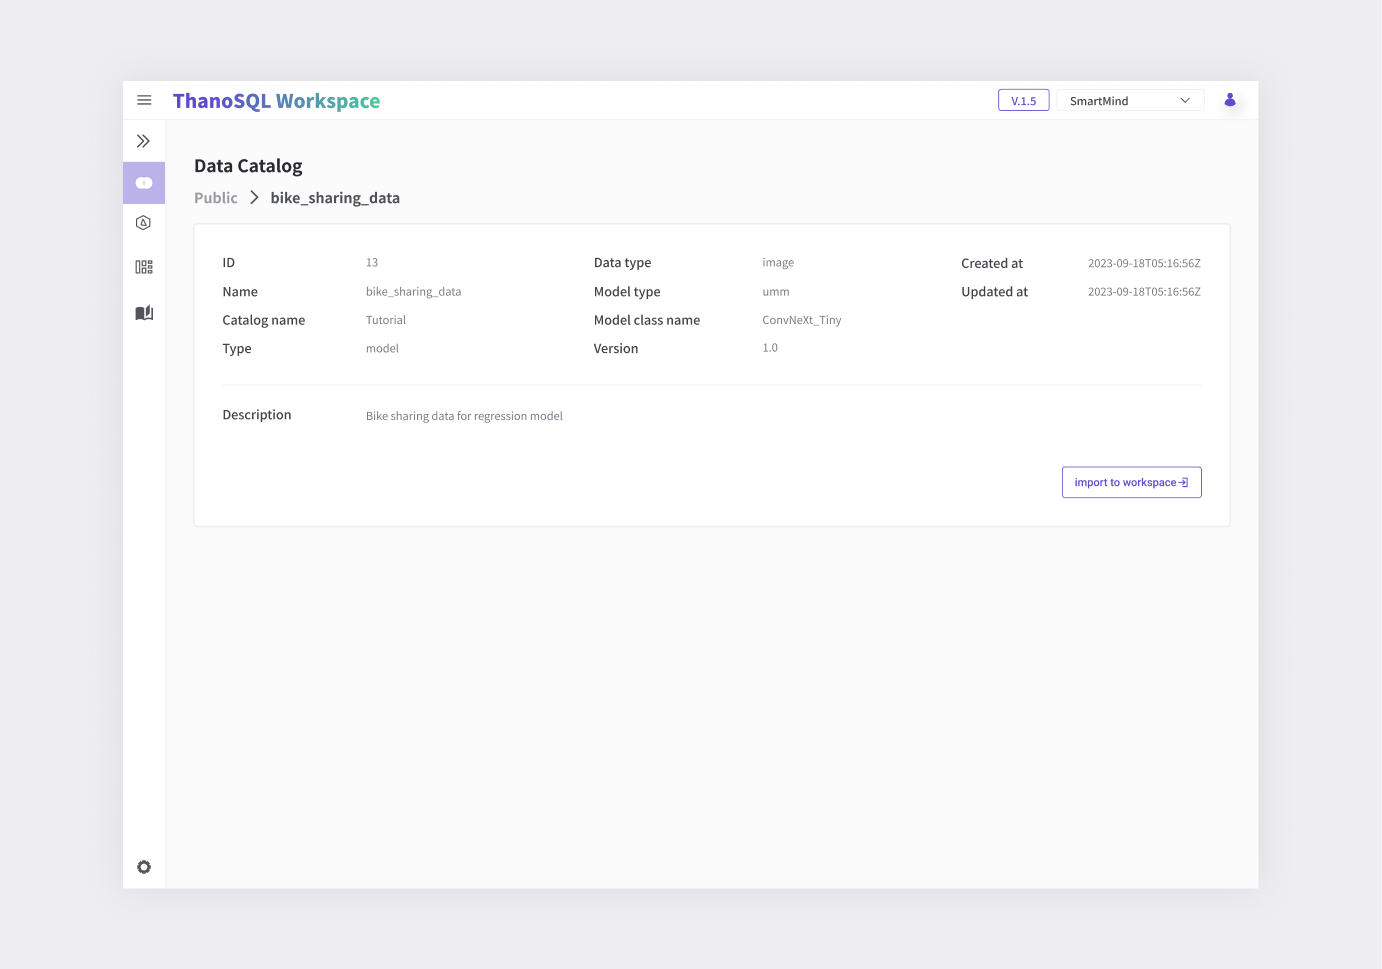 ThanoSQL Workspace
V.1.5
SmartMind
Data Catalog
Public
bike_sharing_data
ID 13
Name bike_sharing_data
Catalog name Tutorial
Type model
Data type image
Model type umm
Model class name ConvNeXt_Tiny
Version 1.0
Created at 2023-09-18T05:16:56Z
Updated at 2023-09-18T05:16:56Z
Description Bike sharing data for regression model
import to workspace